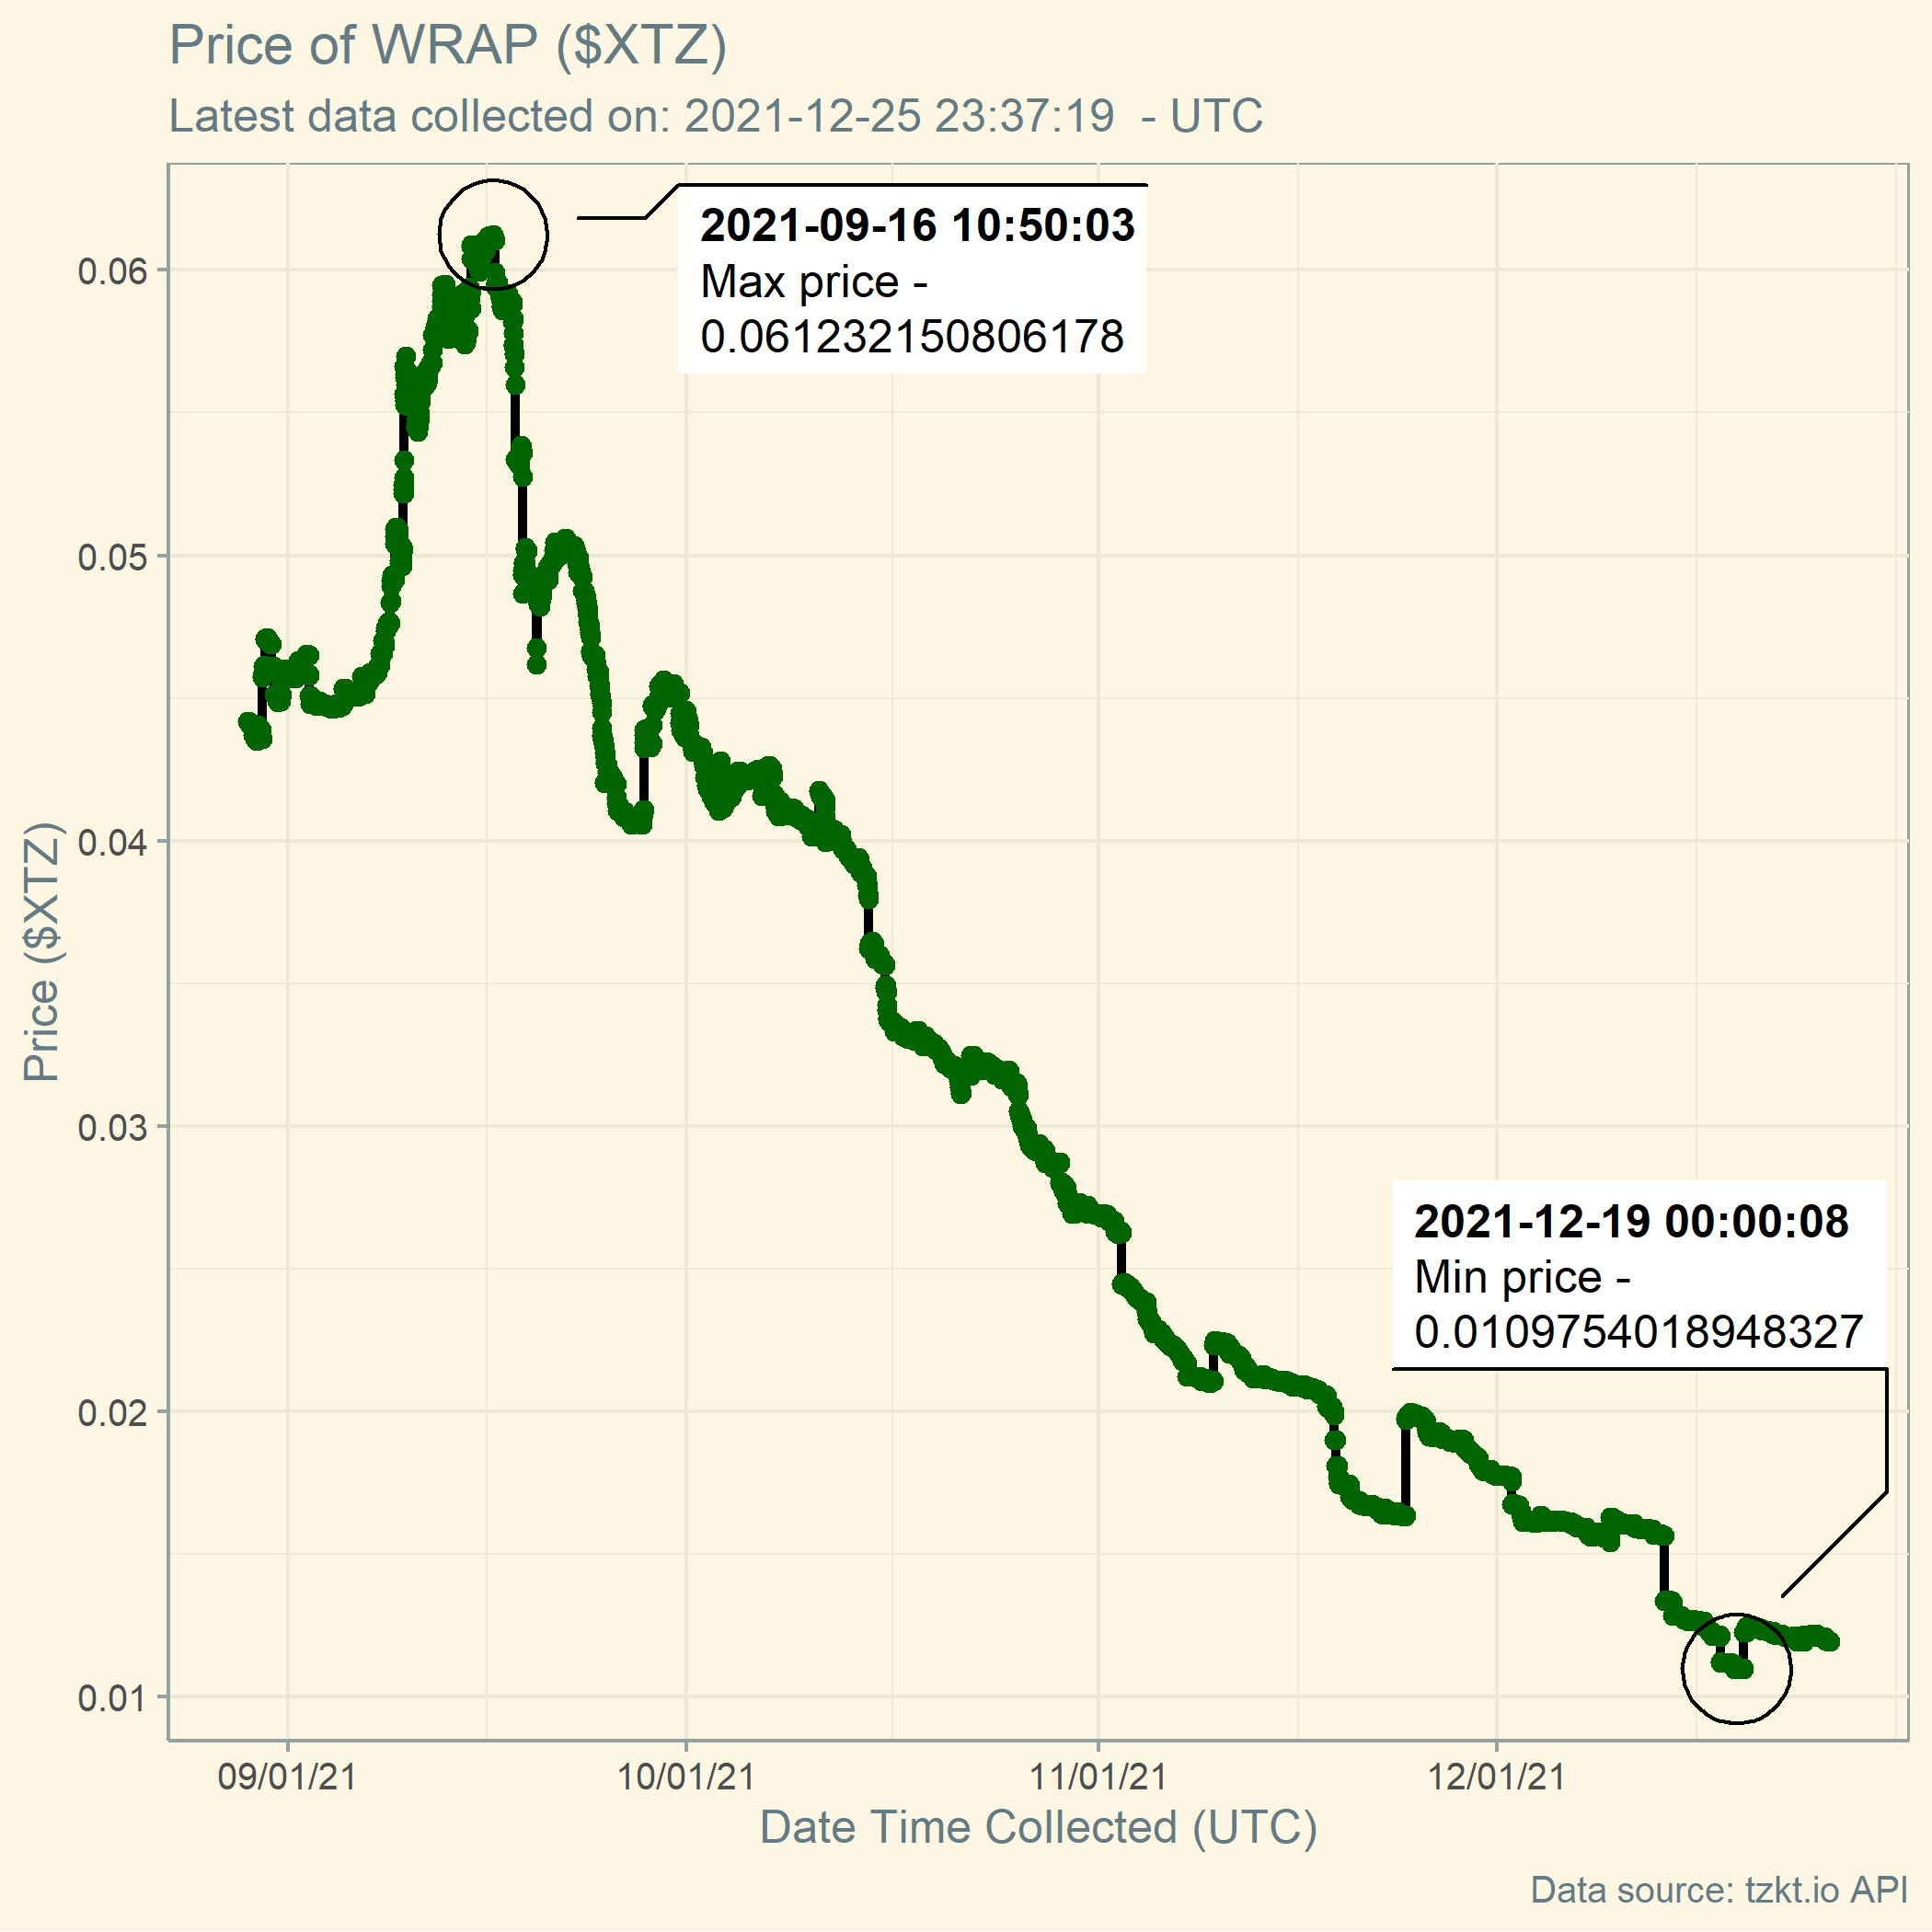 Price of WRAP ($XTZ)
Latest data collected on: 2021-12-25 23:37:19  - UTC
2021-09-16 10:50:03
Max price -
0.061232150806178
0.06
0.05
0.04
0.03
0.02
0.01
Price ($XTZ)
2021-12-19 00:00:08
Min price -
0.0109754018948327
09/01/21
10/01/21
11/01/21
12/01/21
Date Time Collected (UTC)
Data source: tzkt.io API